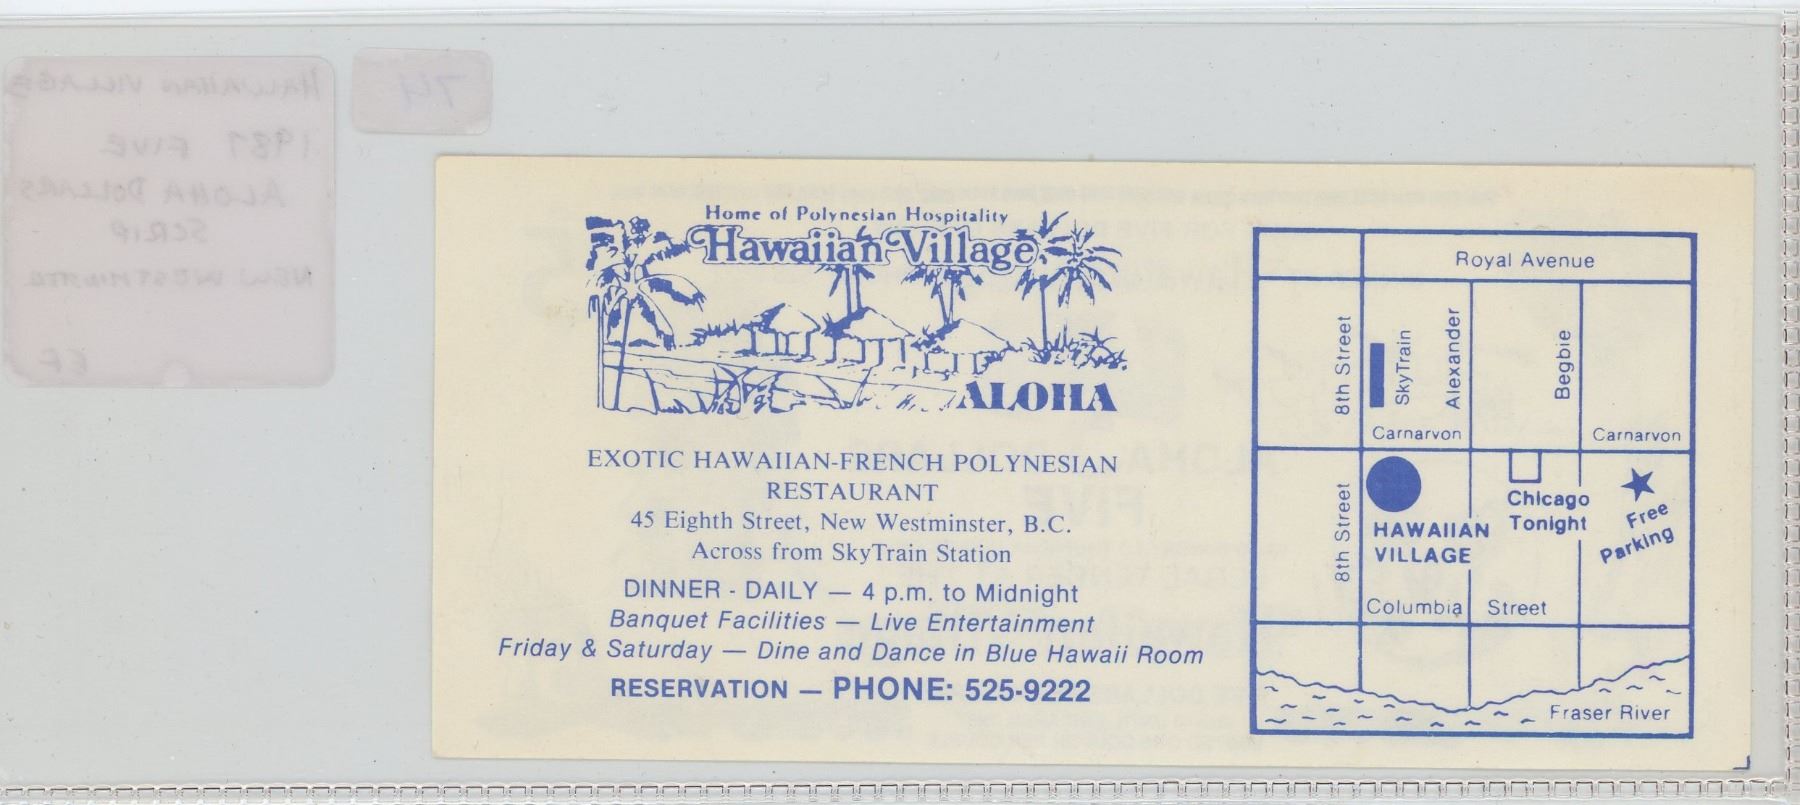 HAWAIIAN VILLAGE
1987 FIVE
ALOHA DOLLARS
SCRIP
NEW WESTMINSTER
EF
Home of Polynesian Hospitality
Hawaiian Village
ALOHA
EXOTIC HAWAIIAN-FRENCH POLYNESIAN
RESTAURANT
45 Eighth Street, New Westminster, B.C.
Across from SkyTrain Station
DINNER - DAILY — 4 p.m. to Midnight
Banquet Facilities — Live Entertainment
Friday & Saturday — Dine and Dance in Blue Hawaii Room
RESERVATION — PHONE: 525-9222
Royal Avenue
8th Street
SkyTrain
Alexander
Begbie
Carnarvon
Carnarvon
8th Street
HAWAIIAN
VILLAGE
Chicago
Tonight
Free
Parking
Columbia Street
Fraser River